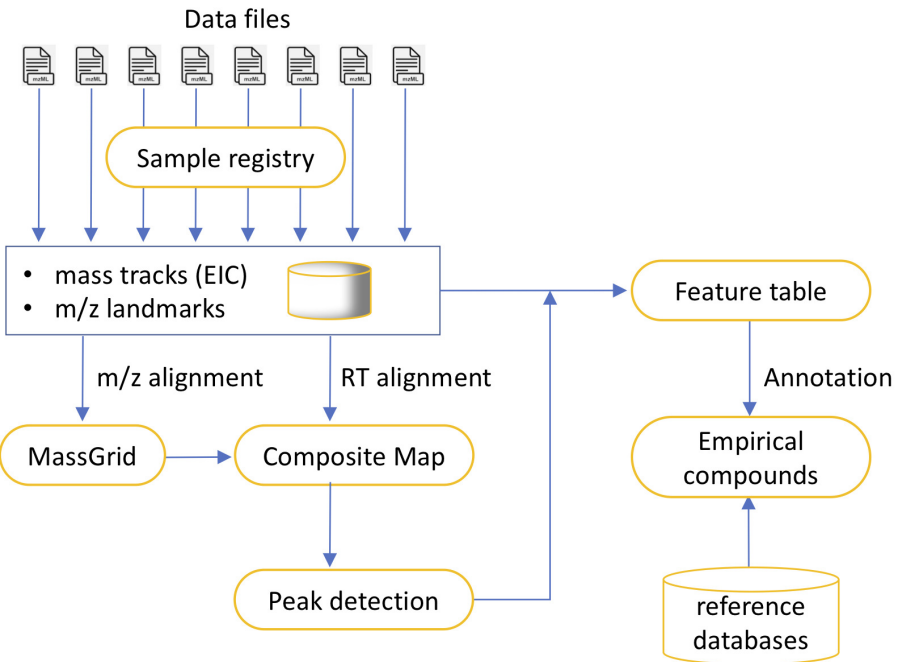 Data files
mzML mzML mzML mzML mzML mzML mzML mzML
Sample registry
• mass tracks (EIC)
• m/z landmarks
Feature table
m/z alignment
RT alignment
Annotation
MassGrid
Composite Map
Empirical
compounds
Peak detection
reference
databases